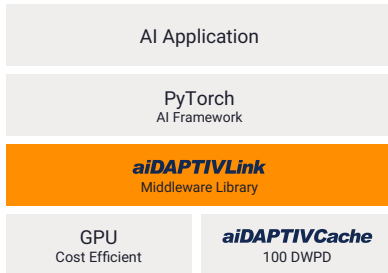 AI Application
PyTorch
AI Framework
aiDAPTIVLink
Middleware Library
GPU
Cost Efficient
aiDAPTIVCache
100 DWPD